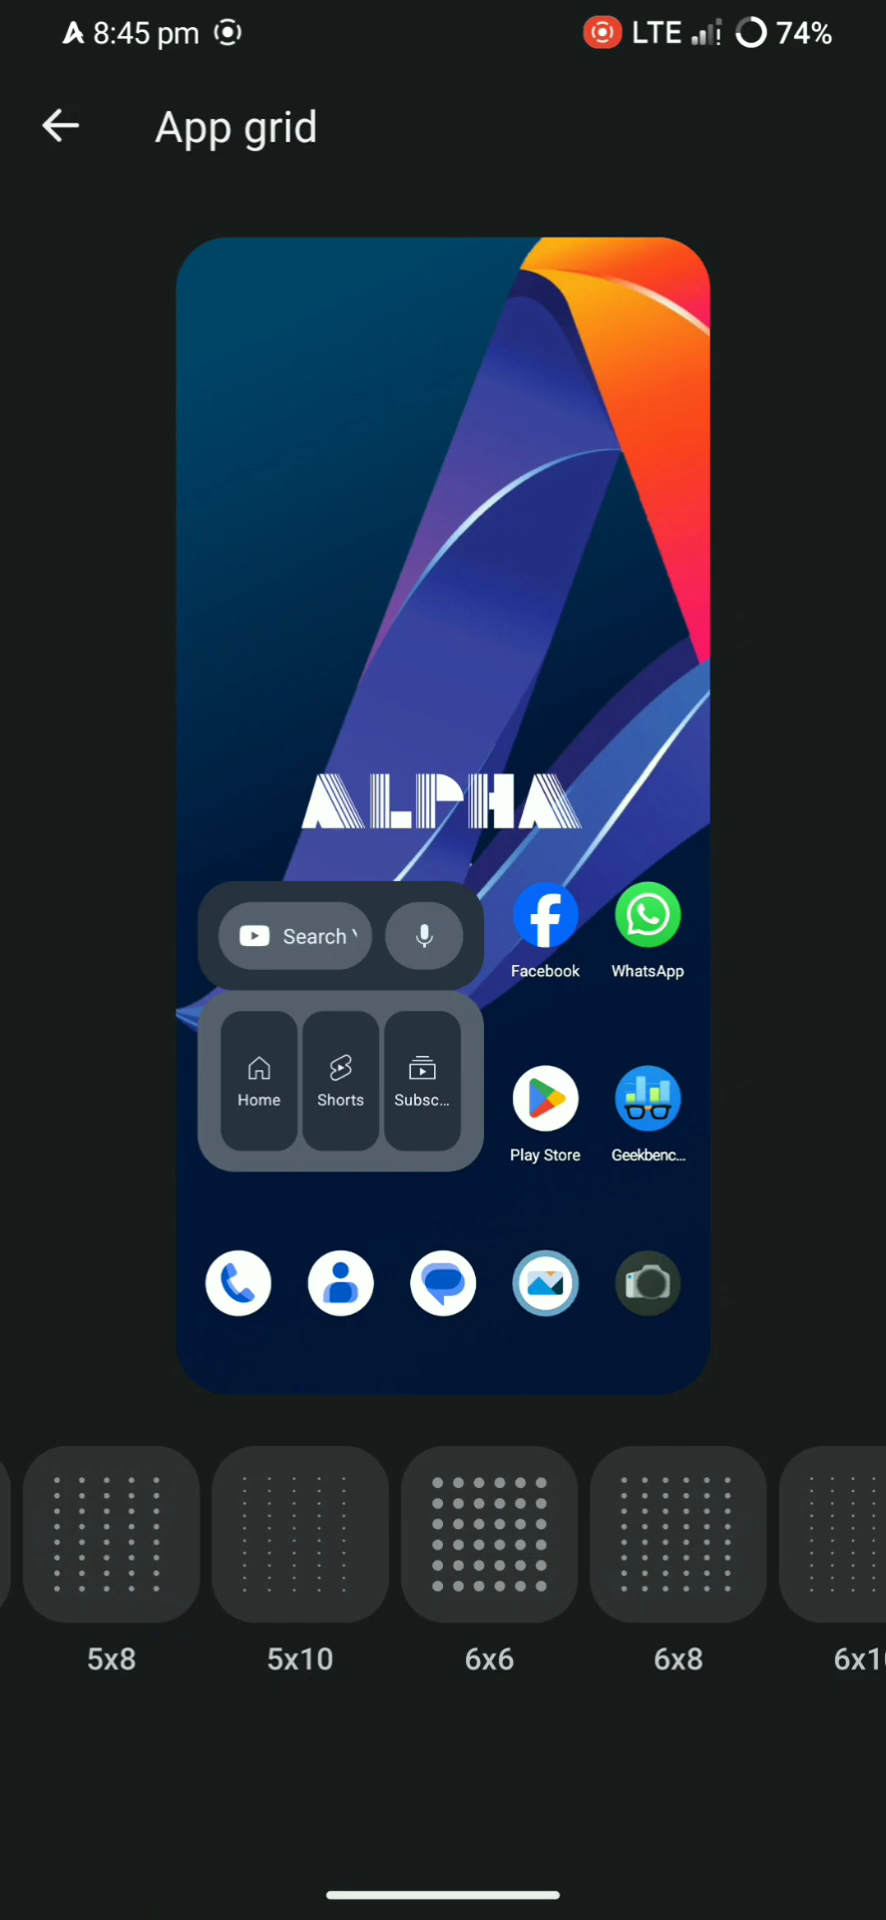 8:45 pm LTE 74%
App grid
ALPHA
Search
Facebook WhatsApp
Home Shorts Subsc...
Play Store Geekbenc...
5x8 5x10 6x6 6x8